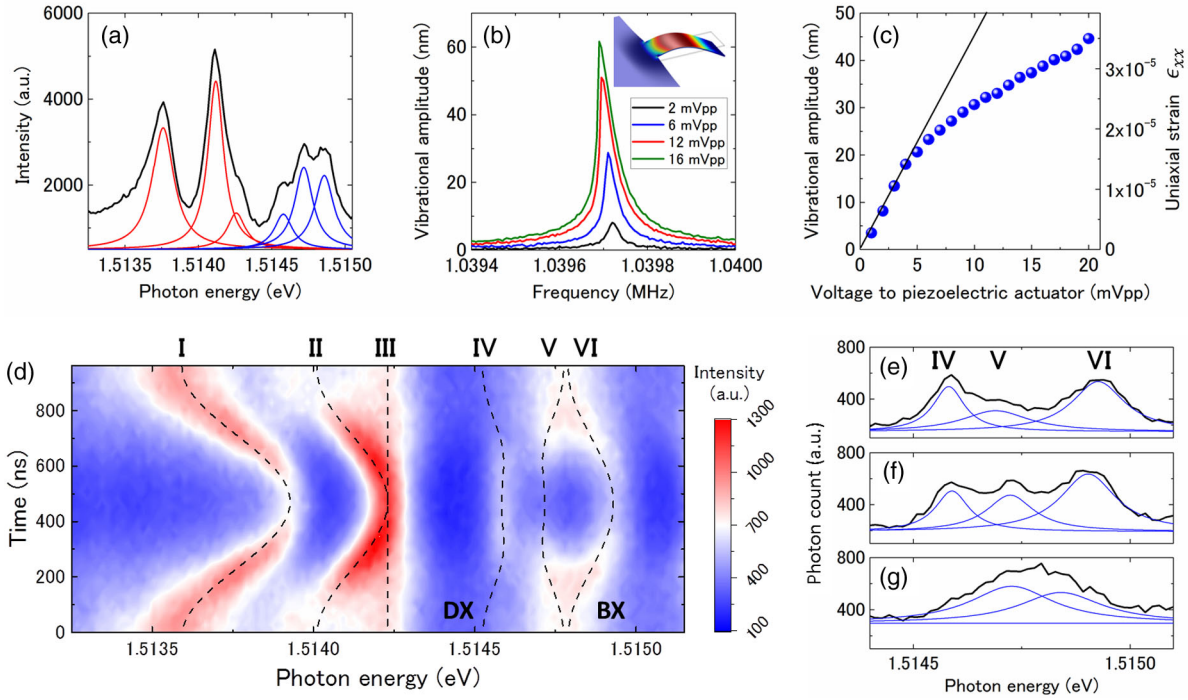 (a)
6000
4000
2000
Intensity (a.u.)
1.5135 1.5140 1.5145 1.5150
Photon energy (eV)
(b)
60
50
40
30
20
10
0
Vibrational amplitude (nm)
2 mVpp
6 mVpp
12 mVpp
16 mVpp
1.0394 1.0396 1.0398 1.0400
Frequency (MHz)
(c)
50
40
30
20
10
0
Vibrational amplitude (nm)
3x10⁻⁵
2x10⁻⁵
1x10⁻⁵
0
Uniaxial strain ϵxx
0 5 10 15 20
Voltage to piezoelectric actuator (mVpp)
(d)
I II III IV V VI
800
600
400
200
0
Time (ns)
DX BX
1.5135 1.5140 1.5145 1.5150
Photon energy (eV)
Intensity
(a.u.)
1300
1000
700
400
100
(e)
IV V VI
800
400
(f)
800
400
(g)
800
400
Photon count (a.u.)
1.5145 1.5150
Photon energy (eV)